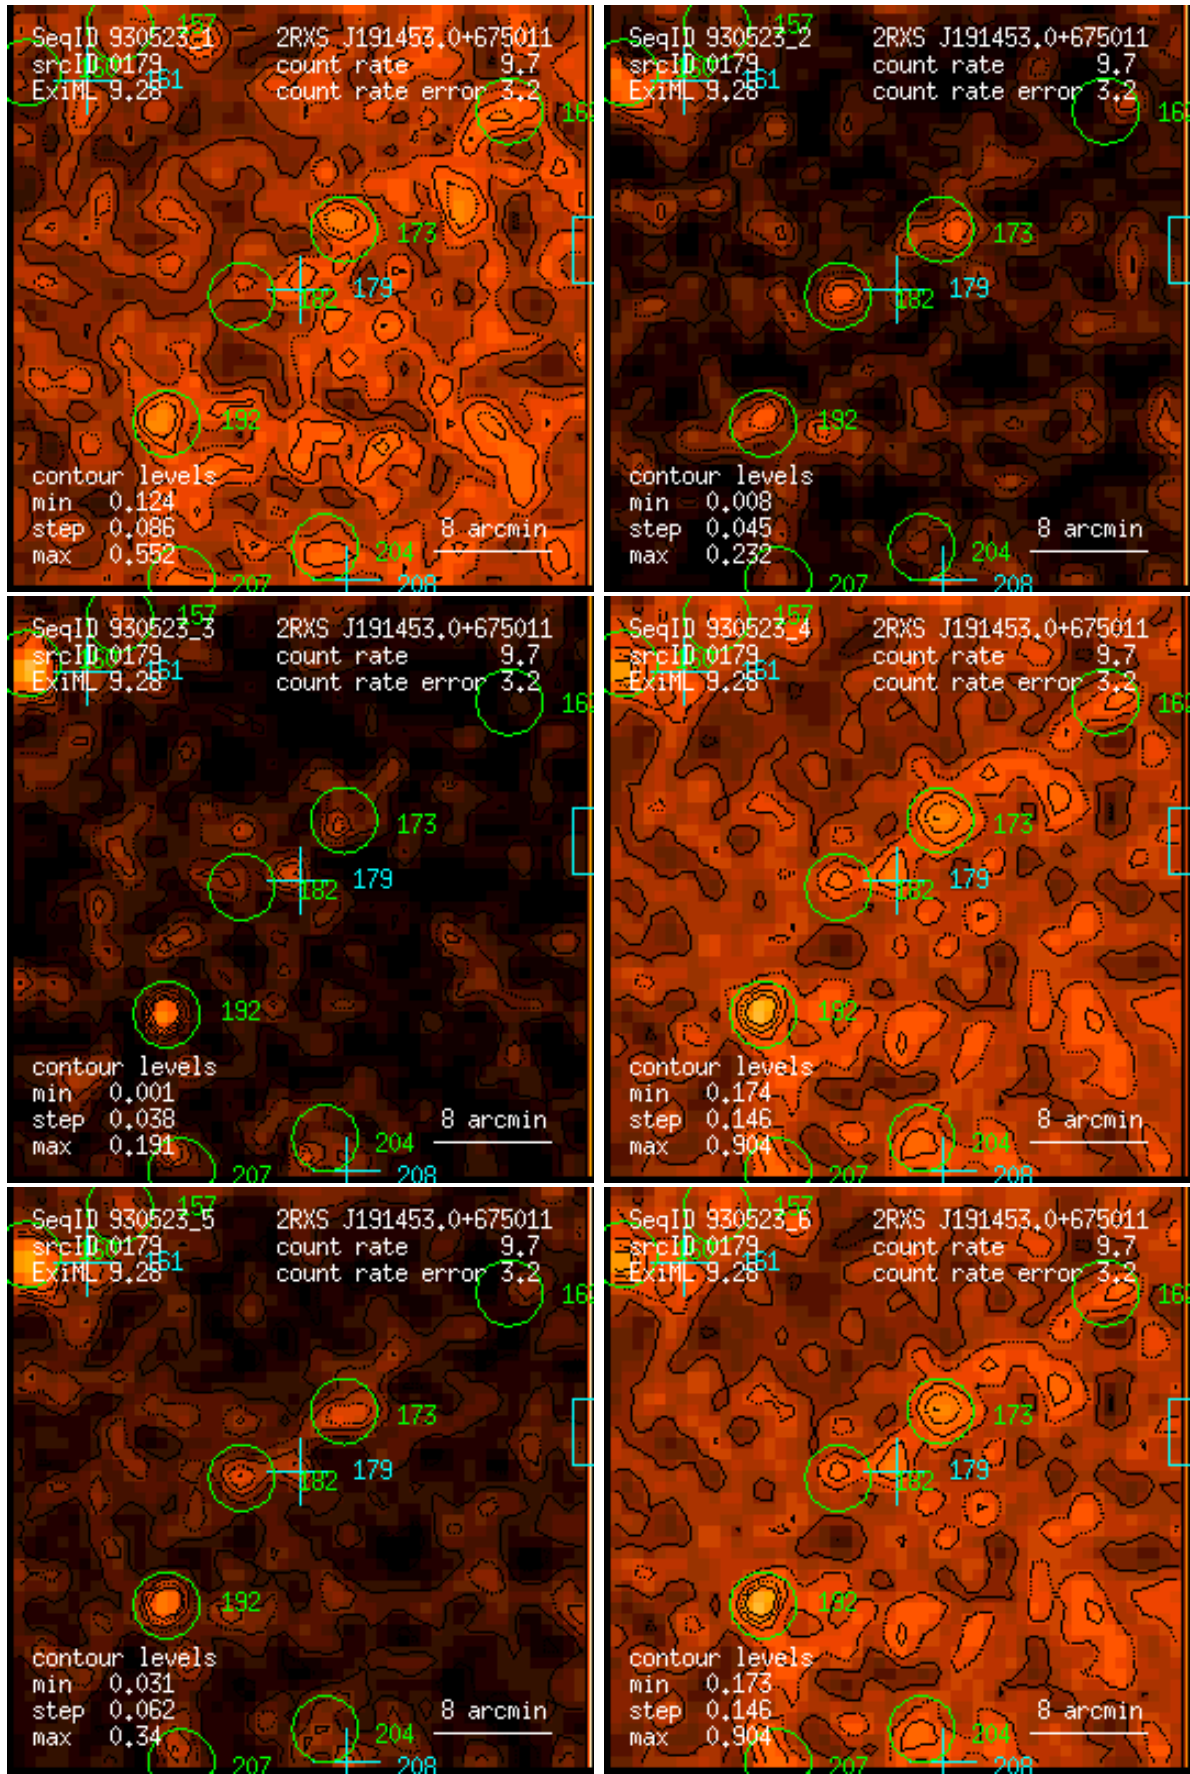 SeqID 930523_1 2RXS J191453.0+675011
srcID 0179 count rate 9.7
ExiML 9.28 count rate error 3.2
157
161
173
179
182
192
contour levels
min 0.124
step 0.086 8 arcmin
max 0.552 204
207 208
SeqID 930523_2 2RXS J191453.0+675011
srcID 0179 count rate 9.7
ExiML 9.28 count rate error 3.2
157
161
173
179
182
192
contour levels
min 0.008
step 0.045 8 arcmin
max 0.232 204
207 208
SeqID 930523_3 2RXS J191453.0+675011
srcID 0179 count rate 9.7
ExiML 9.28 count rate error 3.2
157
161
173
179
182
192
contour levels
min 0.001
step 0.038 8 arcmin
max 0.191 204
207 208
SeqID 930523_4 2RXS J191453.0+675011
srcID 0179 count rate 9.7
ExiML 9.28 count rate error 3.2
157
161
173
179
182
192
contour levels
min 0.174
step 0.146 8 arcmin
max 0.904 204
207 208
SeqID 930523_5 2RXS J191453.0+675011
srcID 0179 count rate 9.7
ExiML 9.28 count rate error 3.2
157
161
173
179
182
192
contour levels
min 0.031
step 0.062 8 arcmin
max 0.34 204
207 208
SeqID 930523_6 2RXS J191453.0+675011
srcID 0179 count rate 9.7
ExiML 9.28 count rate error 3.2
157
161
173
179
182
192
contour levels
min 0.173
step 0.146 8 arcmin
max 0.904 204
207 208